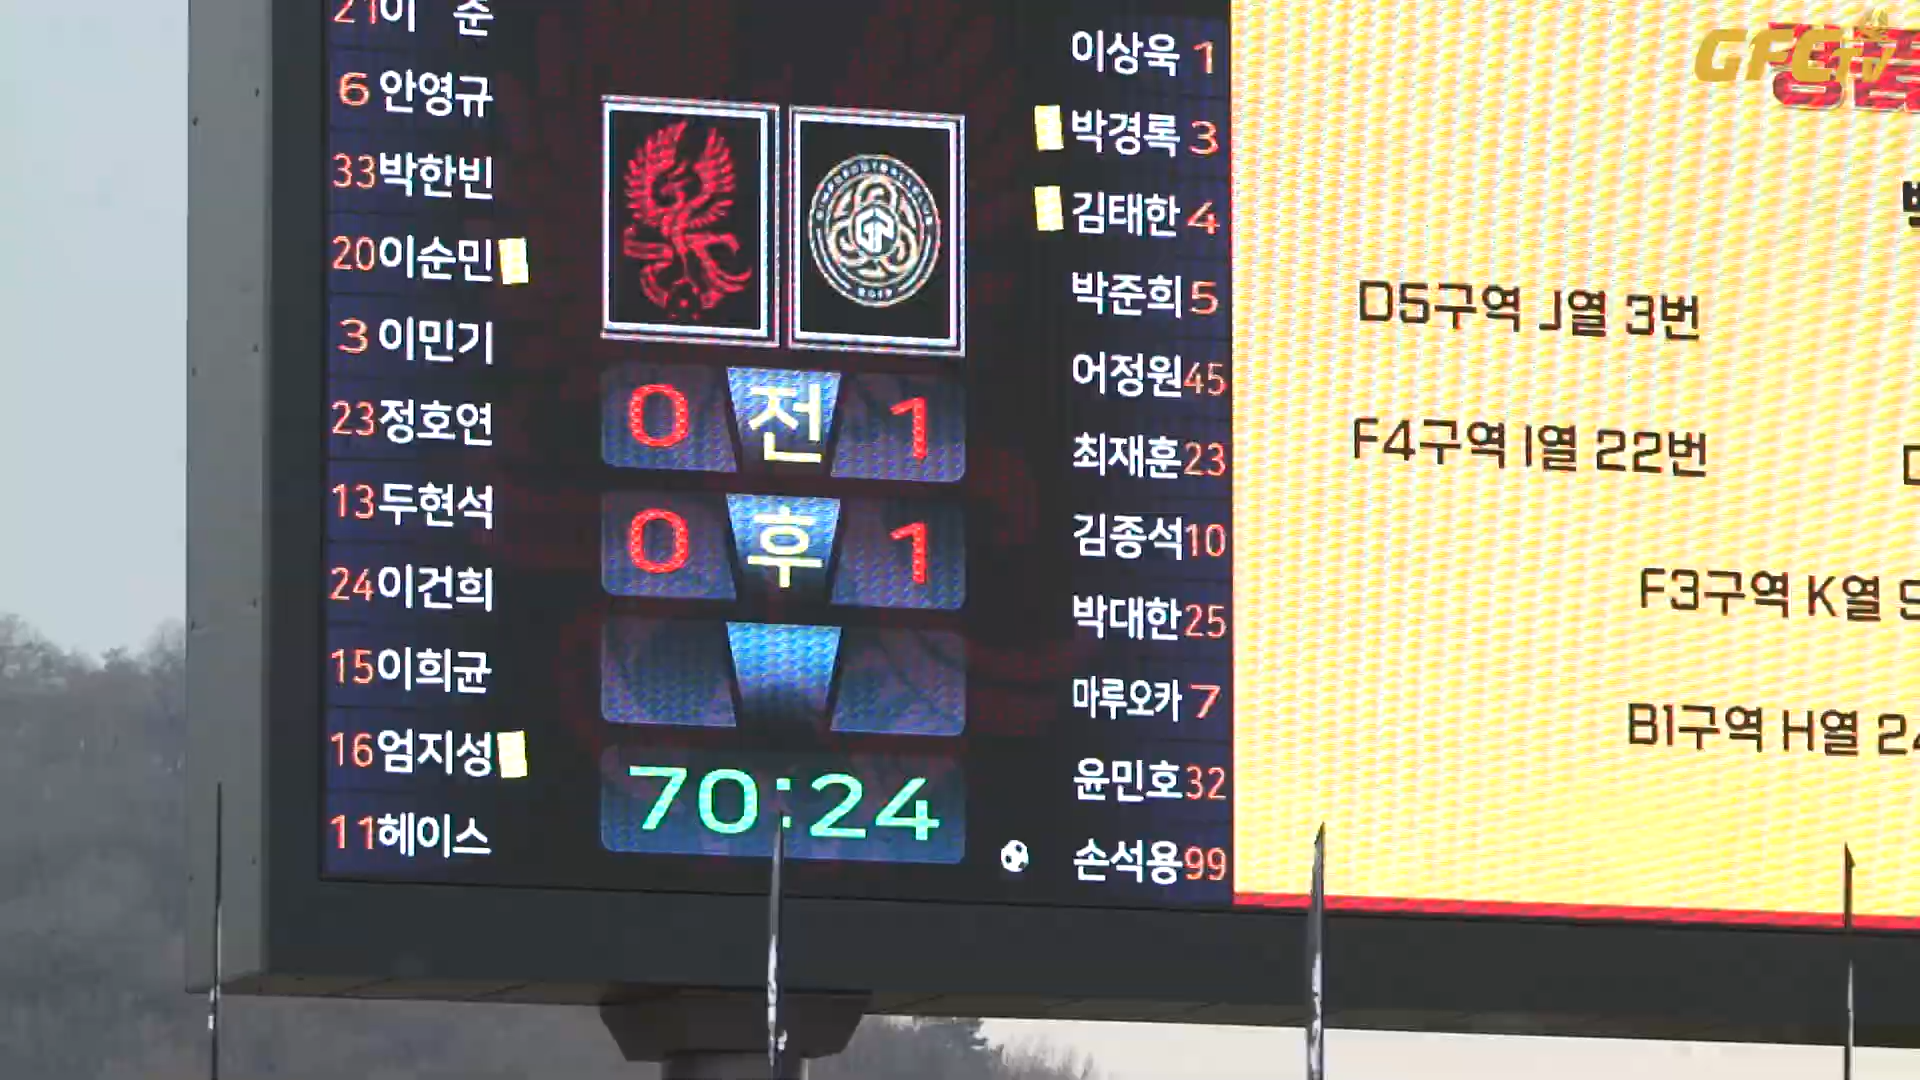 21이 준
6 안영규
33박한빈
20이순민
3 이민기
23정호연
13두현석
24이건희
15이희균
16엄지성
11헤이스
0 전 1
0 후 1
70:24
이상욱 1
박경록 3
김태한 4
박준희 5
어정원45
최재훈23
김종석10
박대한25
마루오카 7
윤민호32
손석용99
GFCTV
D5구역 J열 3번
F4구역 I열 22번
F3구역 K열
B1구역 H열